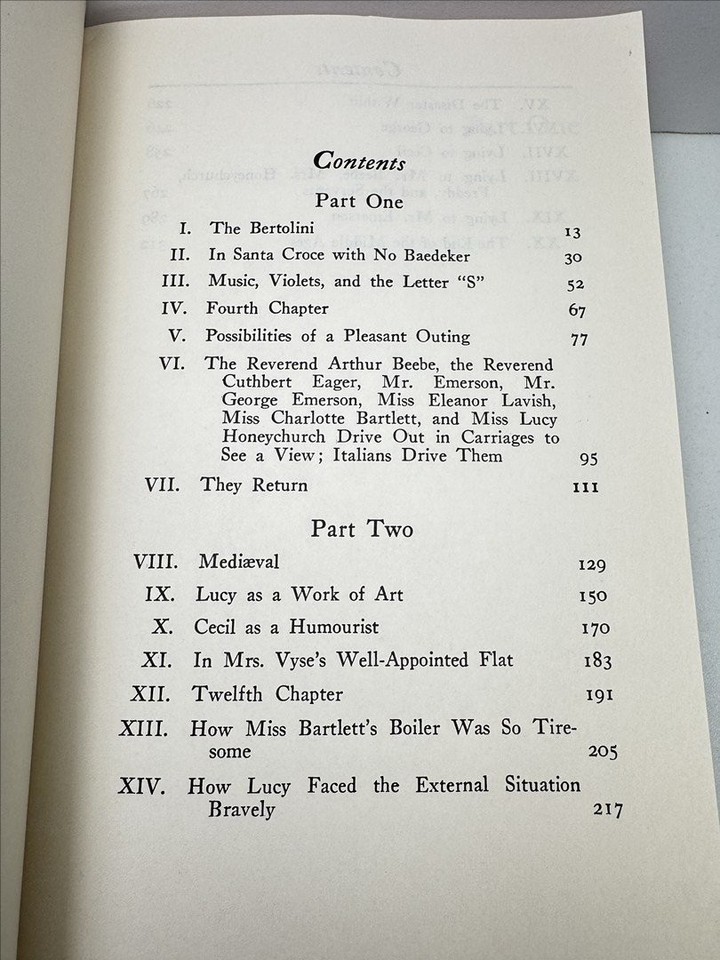 Contents
Part One
I. The Bertolini 13
II. In Santa Croce with No Baedeker 30
III. Music, Violets, and the Letter “S” 52
IV. Fourth Chapter 67
V. Possibilities of a Pleasant Outing 77
VI. The Reverend Arthur Beebe, the Reverend
Cuthbert Eager, Mr. Emerson, Mr.
George Emerson, Miss Eleanor Lavish,
Miss Charlotte Bartlett, and Miss Lucy
Honeychurch Drive Out in Carriages to
See a View; Italians Drive Them 95
VII. They Return 111
Part Two
VIII. Mediæval 129
IX. Lucy as a Work of Art 150
X. Cecil as a Humourist 170
XI. In Mrs. Vyse’s Well-Appointed Flat 183
XII. Twelfth Chapter 191
XIII. How Miss Bartlett’s Boiler Was So Tire-
some 205
XIV. How Lucy Faced the External Situation
Bravely 217